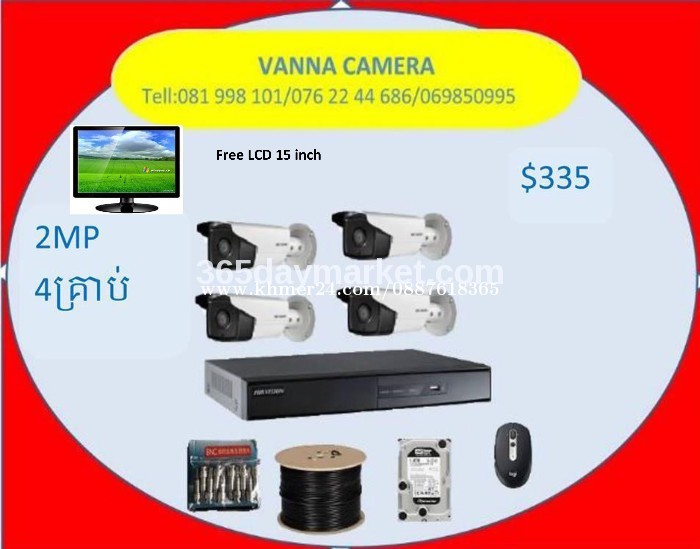 VANNA CAMERA
Tell:081 998 101/076 22 44 686/069850995
Free LCD 15 inch
$335
2MP
4គ្រាប់
365daymarket.com
www.khmer24.com/0887618365
HIKVISION